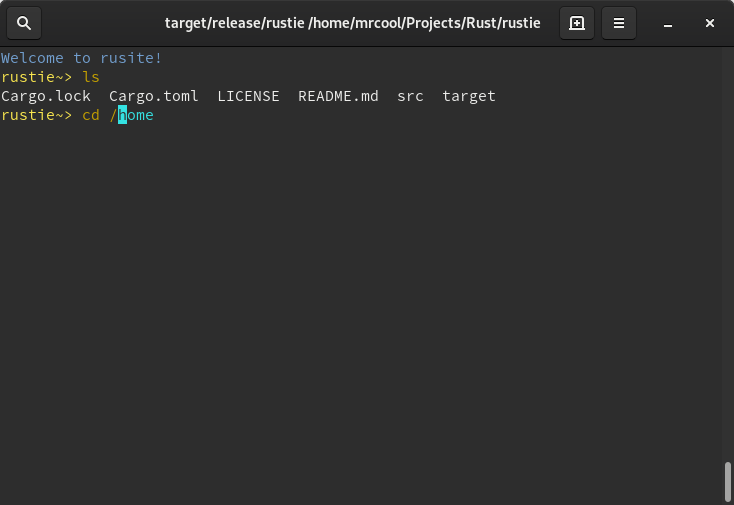 target/release/rustie /home/mrcool/Projects/Rust/rustie
Welcome to rusite!
rustie~> ls
Cargo.lock  Cargo.toml  LICENSE  README.md  src  target
rustie~> cd /home